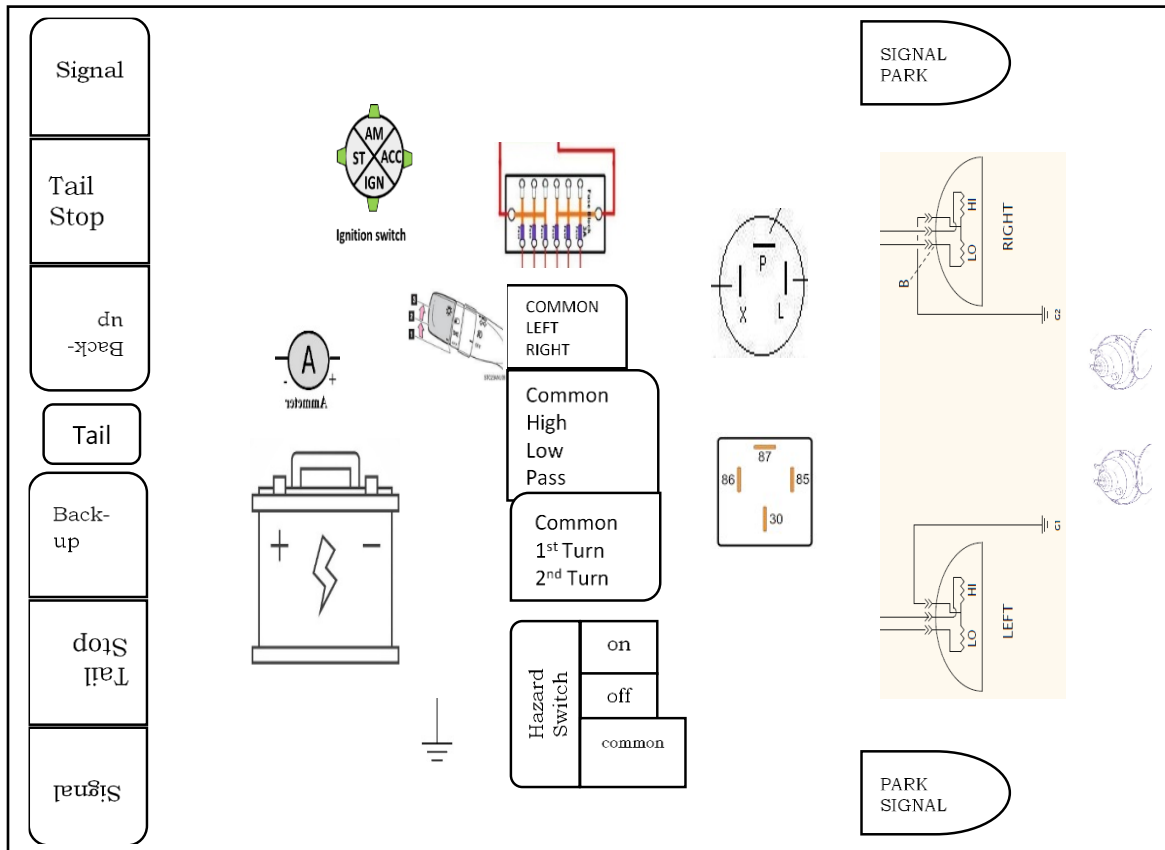 Signal
Tail
Stop
Back-
up
Tail
Back-
up
Tail
Stop
Signal
AM
ST
ACC
IGN
Ignition switch
A
- +
Ammeter
+ -
COMMON
LEFT
RIGHT
Common
High
Low
Pass
Common
1st Turn
2nd Turn
Hazard
Switch
on
off
common
P
X
L
87
86
85
30
SIGNAL
PARK
HI
LO
RIGHT
B
G2
G1
HI
LO
LEFT
PARK
SIGNAL